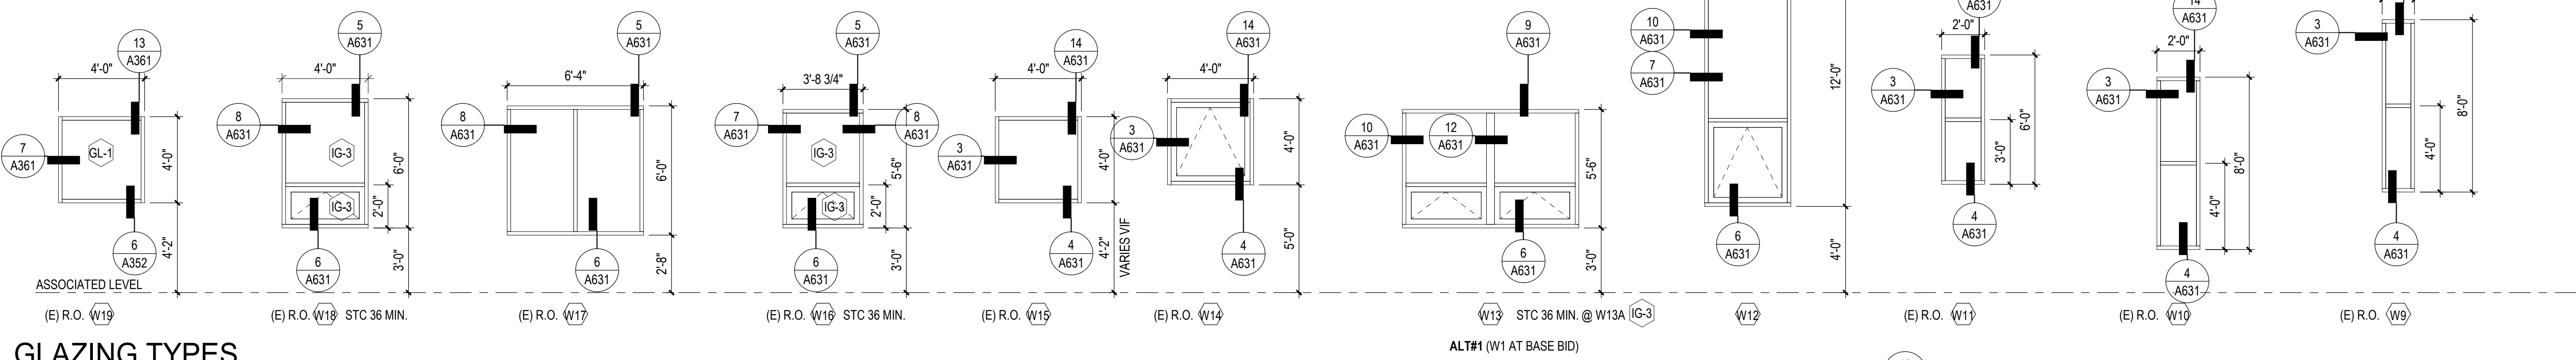 13
A361
4'-0"
7
A361
GL-1
4'-0"
6
A352
4'-2"
ASSOCIATED LEVEL
(E) R.O. W19
5
A631
4'-0"
8
A631
IG-3
6'-0"
IG-3
2'-0"
6
A631
3'-0"
(E) R.O. W18 STC 36 MIN.
5
A631
6'-4"
8
A631
6'-0"
6
A631
2'-8"
(E) R.O. W17
5
A631
3'-8 3/4"
7
A631
8
A631
IG-3
5'-6"
IG-3
2'-0"
6
A631
3'-0"
(E) R.O. W16 STC 36 MIN.
14
A631
4'-0"
3
A631
4'-0"
4
A631
4'-2"
VARIES VIF
(E) R.O. W15
14
A631
4'-0"
3
A631
4'-0"
4
A631
5'-0"
(E) R.O. W14
9
A631
10
A631
12
A631
5'-6"
6
A631
3'-0"
W13 STC 36 MIN. @ W13A IG-3
ALT#1 (W1 AT BASE BID)
10
A631
7
A631
12'-0"
6
A631
4'-0"
W12
A631
2'-0"
3
A631
6'-0"
3'-0"
4
A631
(E) R.O. W11
14
A631
2'-0"
3
A631
8'-0"
4'-0"
4
A631
(E) R.O. W10
3
A631
8'-0"
4'-0"
4
A631
(E) R.O. W9
GLAZING TYPES